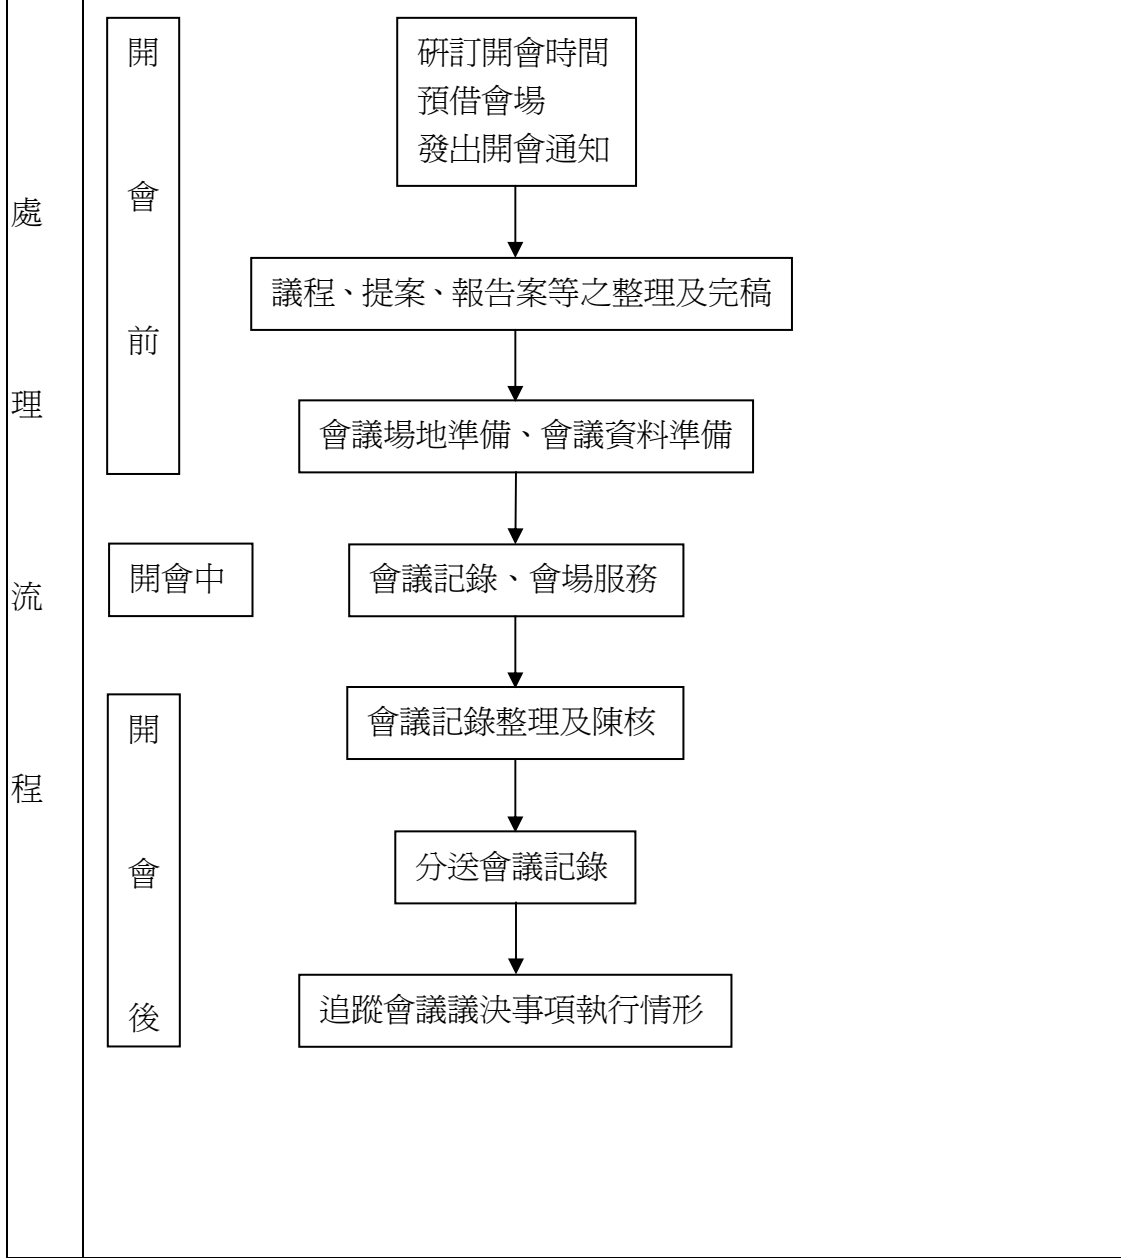 處理流程
開會前
研訂開會時間
預借會場
發出開會通知
議程、提案、報告案等之整理及完稿
會議場地準備、會議資料準備
開會中
會議記錄、會場服務
開會後
會議記錄整理及陳核
分送會議記錄
追蹤會議議決事項執行情形